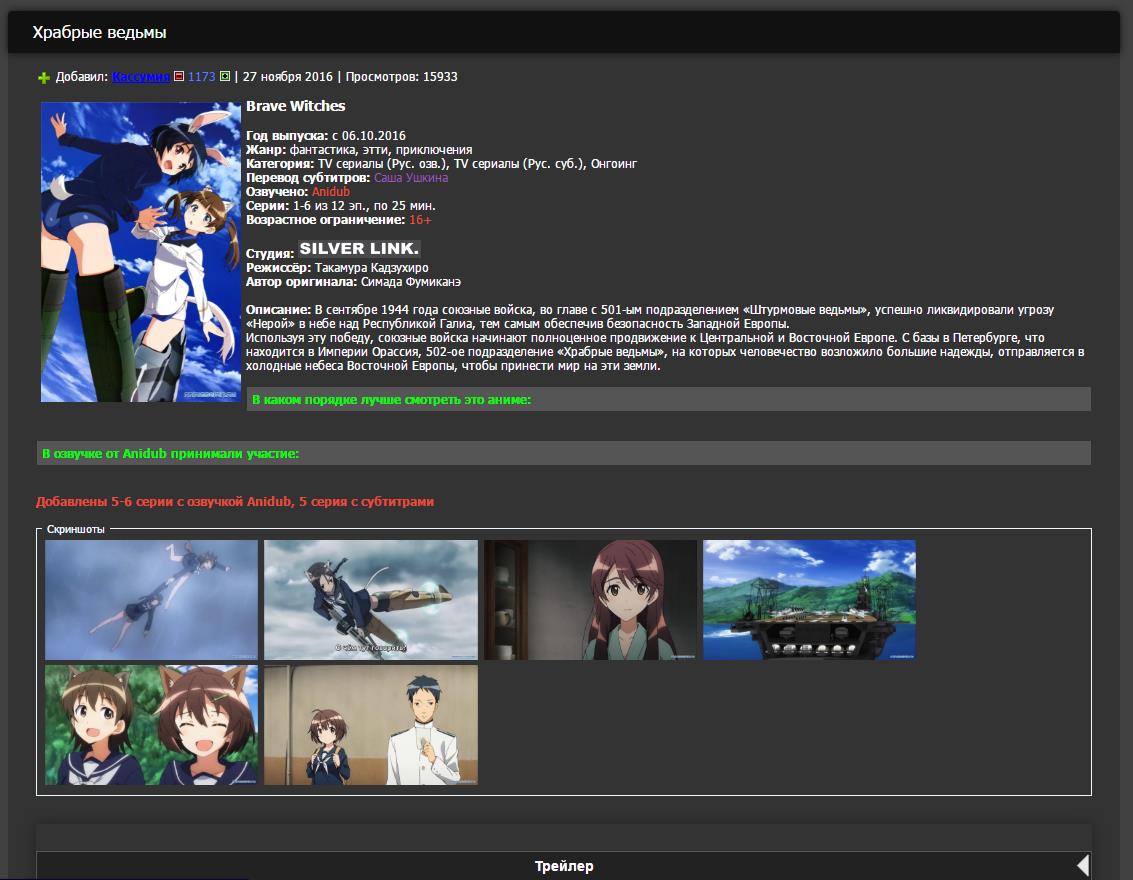 Храбрые ведьмы
Добавил: Кассумия 1173 | 27 ноября 2016 | Просмотров: 15933
Brave Witches
Год выпуска: с 06.10.2016
Жанр: фантастика, этти, приключения
Категория: TV сериалы (Рус. озв.), TV сериалы (Рус. суб.), Онгоинг
Перевод субтитров: Саша Ушкина
Озвучено: Anidub
Серии: 1-6 из 12 эп., по 25 мин.
Возрастное ограничение: 16+
Студия: SILVER LINK.
Режиссёр: Такамура Кадзухиро
Автор оригинала: Симада Фумиканэ
Описание: В сентябре 1944 года союзные войска, во главе с 501-ым подразделением «Штурмовые ведьмы», успешно ликвидировали угрозу
«Нерой» в небе над Республикой Галиа, тем самым обеспечив безопасность Западной Европы.
Используя эту победу, союзные войска начинают полноценное продвижение к Центральной и Восточной Европе. С базы в Петербурге, что
находится в Империи Орассия, 502-ое подразделение «Храбрые ведьмы», на которых человечество возложило большие надежды, отправляется в
холодные небеса Восточной Европы, чтобы принести мир на эти земли.
В каком порядке лучше смотреть это аниме:
В озвучке от Anidub принимали участие:
Добавлены 5-6 серии с озвучкой Anidub, 5 серия с субтитрами
Скриншоты
О чём тут говорить?
Трейлер